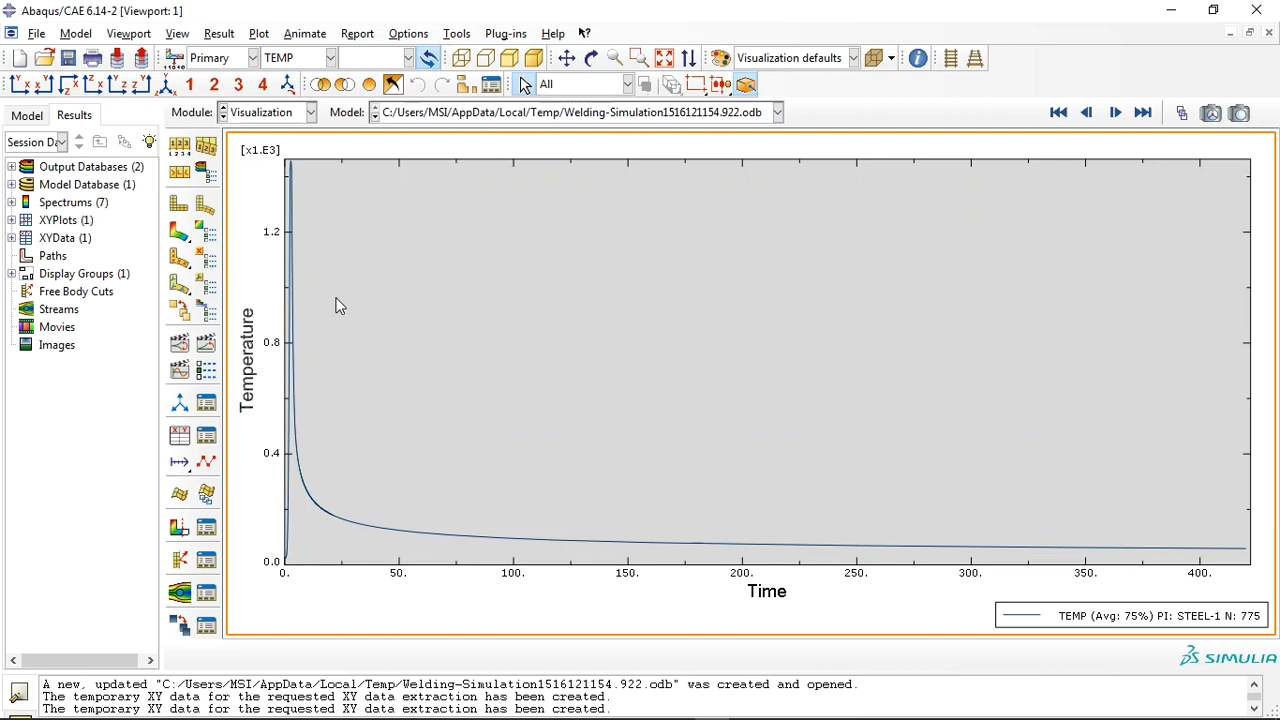 Abaqus/CAE 6.14-2 [Viewport: 1]
File Model Viewport View Result Plot Animate Report Options Tools Plug-ins Help
Primary TEMP Visualization defaults
1 2 3 4 All
Model Results Module: Visualization Model: C:/Users/MSI/AppData/Local/Temp/Welding-Simulation1516121154.922.odb
Session Da
Output Databases (2)
Model Database (1)
Spectrums (7)
XYPlots (1)
XYData (1)
Paths
Display Groups (1)
Free Body Cuts
Streams
Movies
Images
[x1.E3]
1.2
0.8
0.4
0.0
Temperature
0. 50. 100. 150. 200. 250. 300. 350. 400.
Time
TEMP (Avg: 75%) PI: STEEL-1 N: 775
SIMULIA
A new, updated "C:/Users/MSI/AppData/Local/Temp/Welding-Simulation1516121154.922.odb" was created and opened.
The temporary XY data for the requested XY data extraction has been created.
The temporary XY data for the requested XY data extraction has been created.